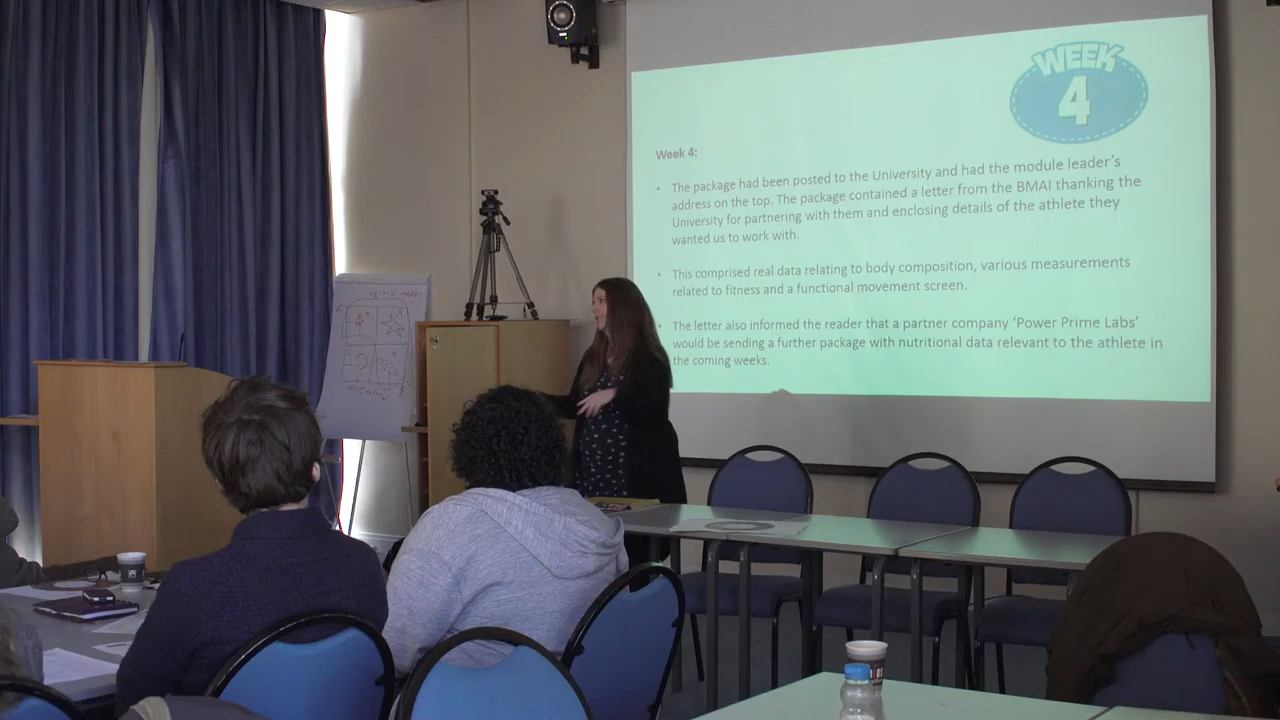 WEEK
4
Week 4:
• The package had been posted to the University and had the module leader's
address on the top. The package contained a letter from the BMAI thanking the
University for partnering with them and enclosing details of the athlete they
wanted us to work with.
• This comprised real data relating to body composition, various measurements
related to fitness and a functional movement screen.
• The letter also informed the reader that a partner company 'Power Prime Labs'
would be sending a further package with nutritional data relevant to the athlete in
the coming weeks.